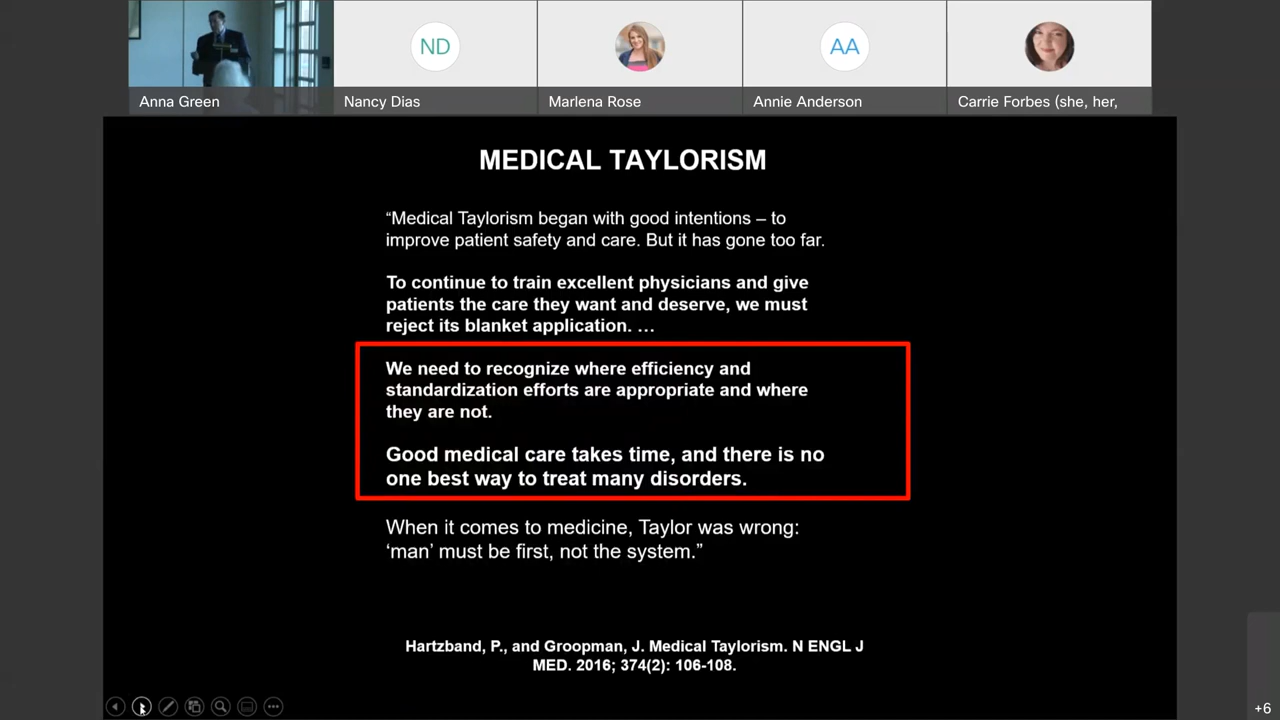 ND
AA
Anna Green
Nancy Dias
Marlena Rose
Annie Anderson
Carrie Forbes (she, her,
MEDICAL TAYLORISM
“Medical Taylorism began with good intentions – to
improve patient safety and care. But it has gone too far.
To continue to train excellent physicians and give
patients the care they want and deserve, we must
reject its blanket application. …
We need to recognize where efficiency and
standardization efforts are appropriate and where
they are not.
Good medical care takes time, and there is no
one best way to treat many disorders.
When it comes to medicine, Taylor was wrong:
‘man’ must be first, not the system.”
Hartzband, P., and Groopman, J. Medical Taylorism. N ENGL J
MED. 2016; 374(2): 106-108.
+6